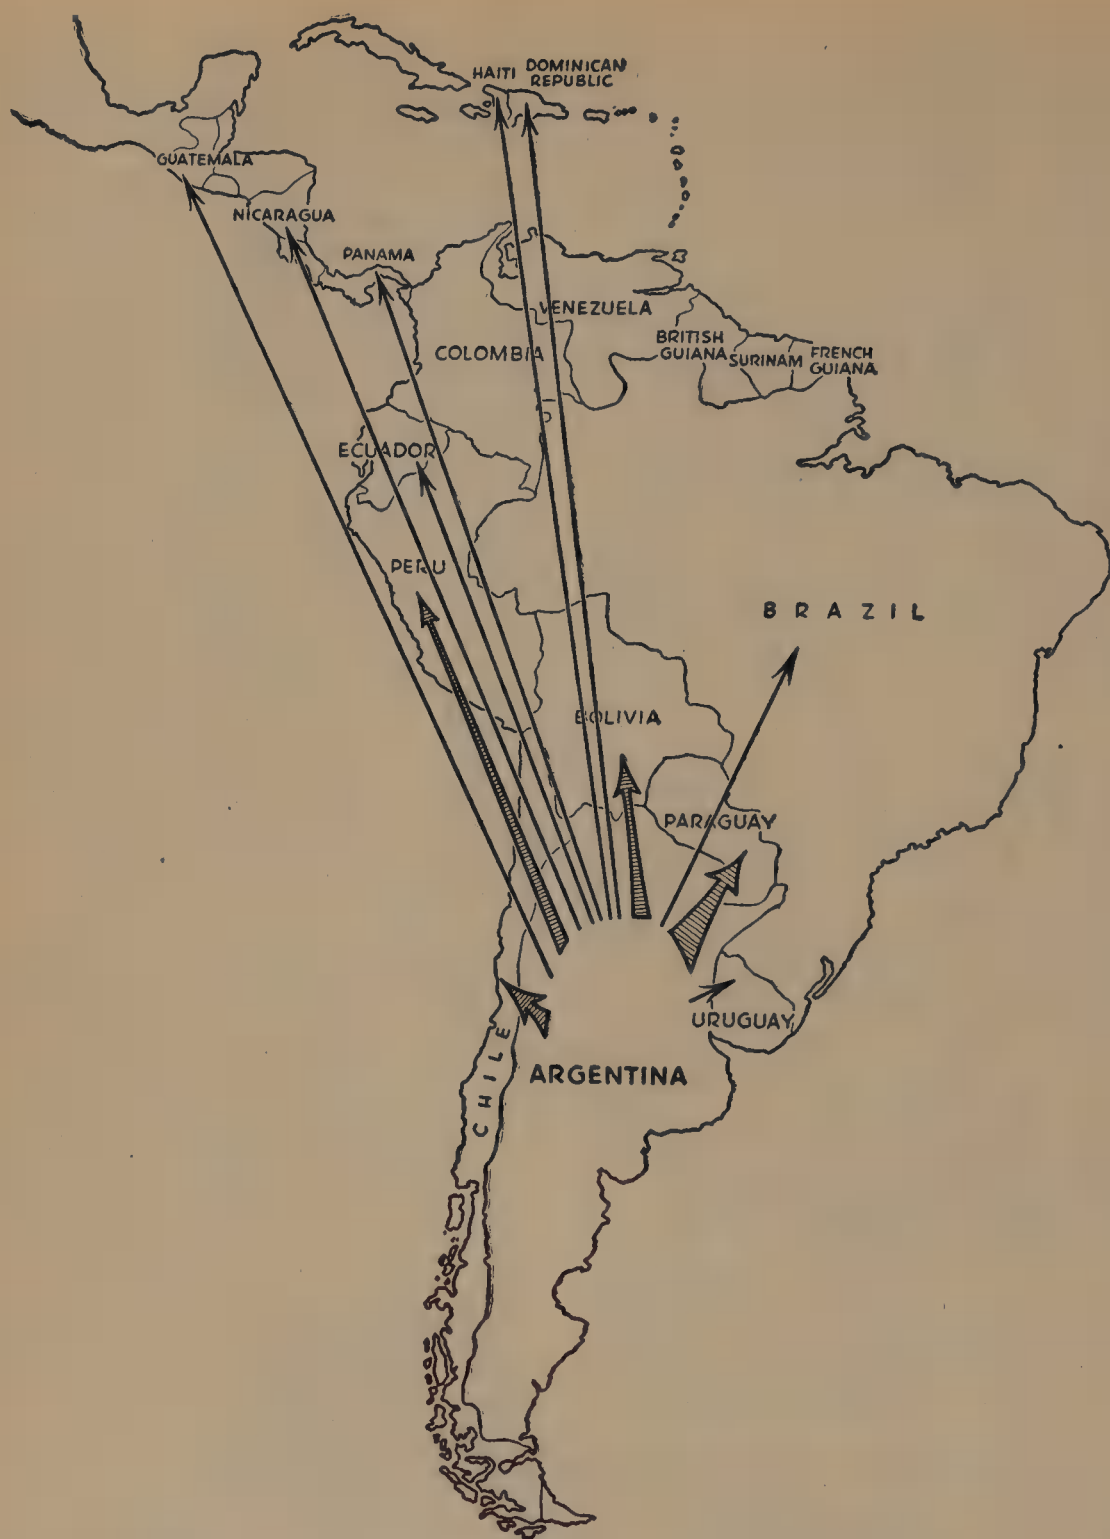 HAITI
DOMINICAN
REPUBLIC
GUATEMALA
NICARAGUA
PANAMA
VENEZUELA
COLOMBIA
BRITISH
GUIANA
SURINAM
FRENCH
GUIANA
ECUADOR
PERU
BRAZIL
BOLIVIA
PARAGUAY
URUGUAY
CHILE
ARGENTINA